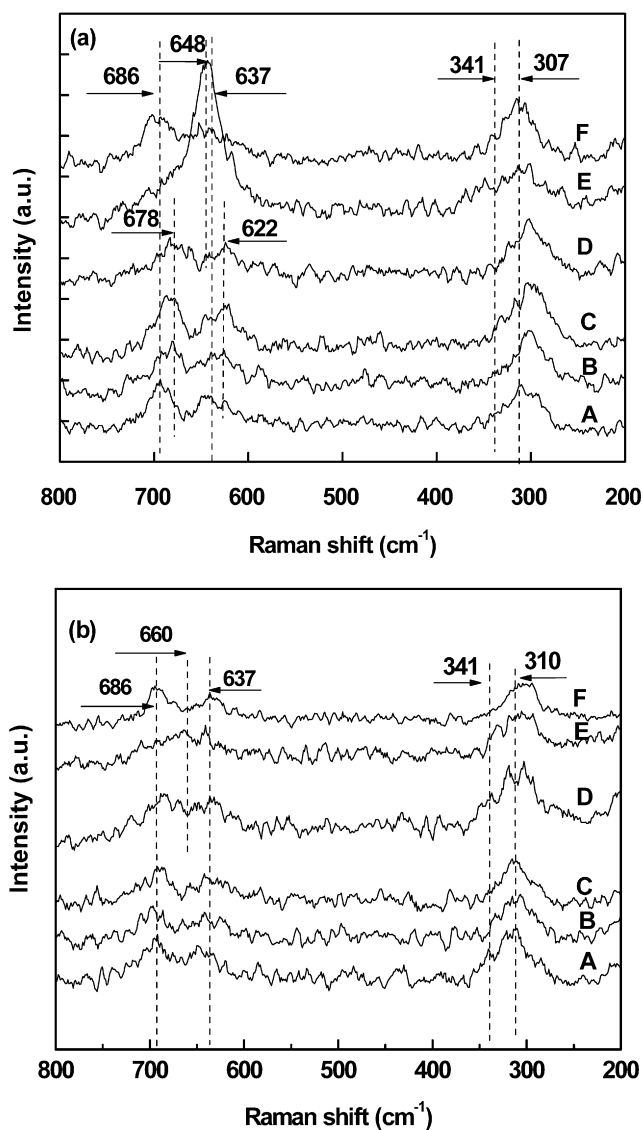 (a)
648
686
637
341
307
F
E
678
622
D
C
B
A
Intensity (a.u.)
800 700 600 500 400 300 200
Raman shift (cm⁻¹)
(b)
660
686
637
341
310
F
E
D
C
B
A
Intensity (a.u.)
800 700 600 500 400 300 200
Raman shift (cm⁻¹)